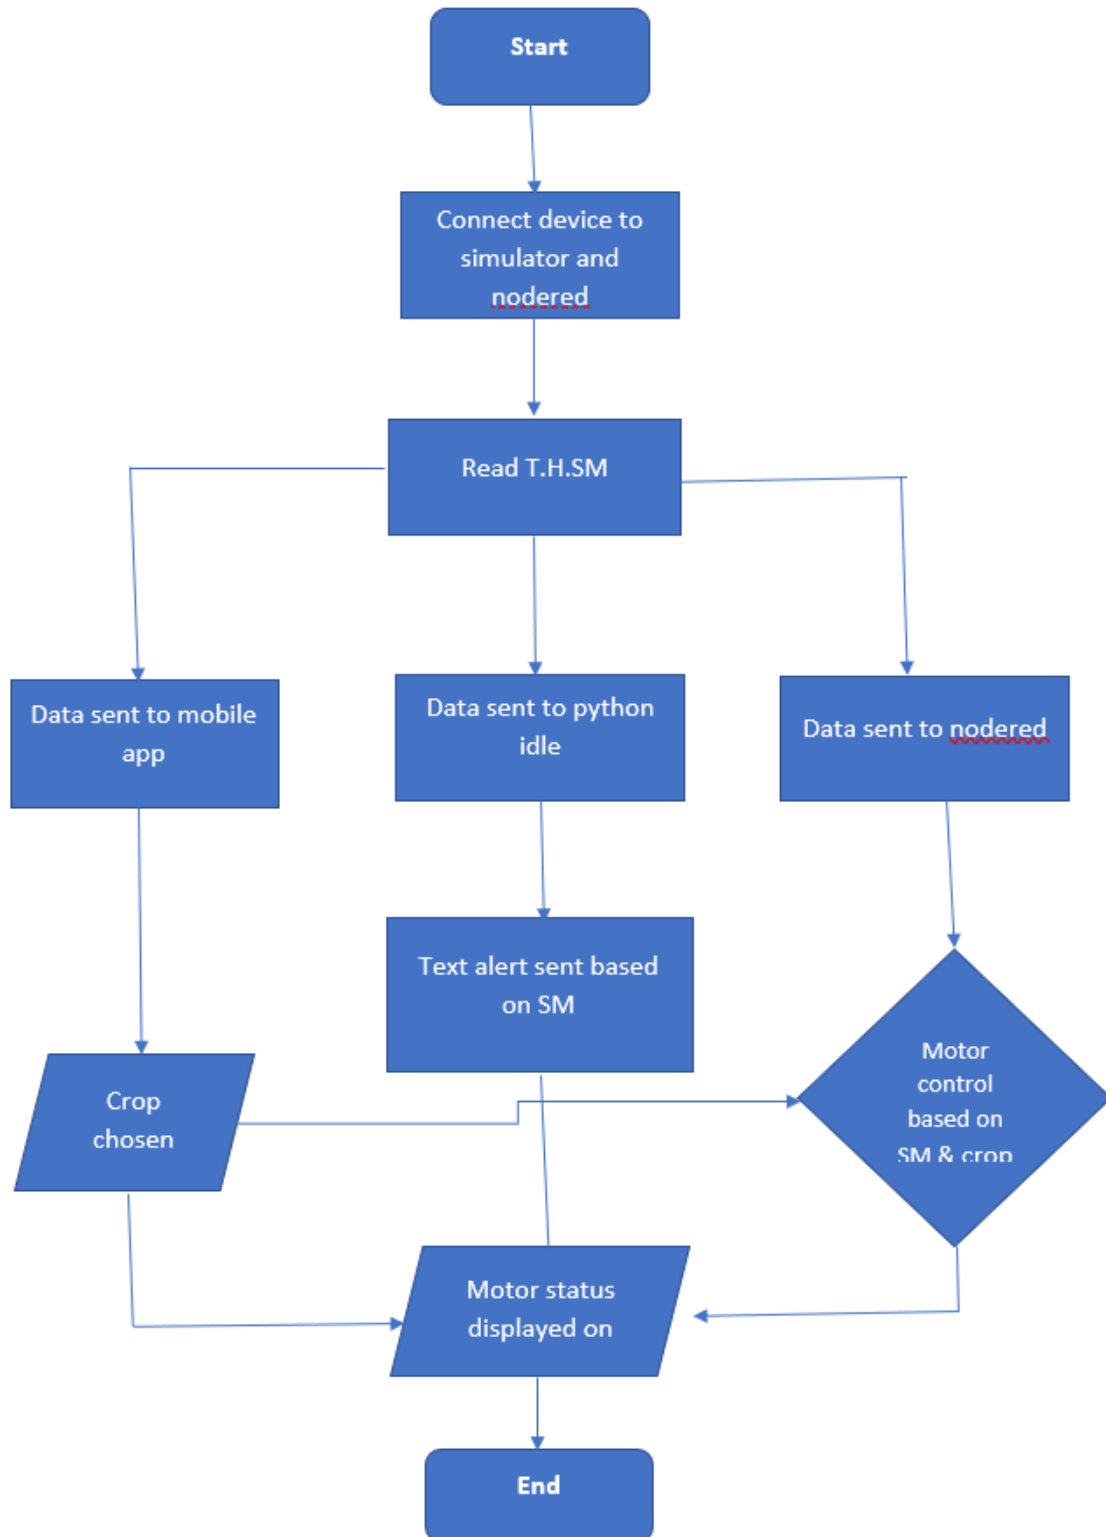 Start
Connect device to
simulator and
nodered
Read T.H.SM
Data sent to mobile
app
Data sent to python
idle
Data sent to nodered
Text alert sent based
on SM
Crop
chosen
Motor
control
based on
SM & crop
Motor status
displayed on
End